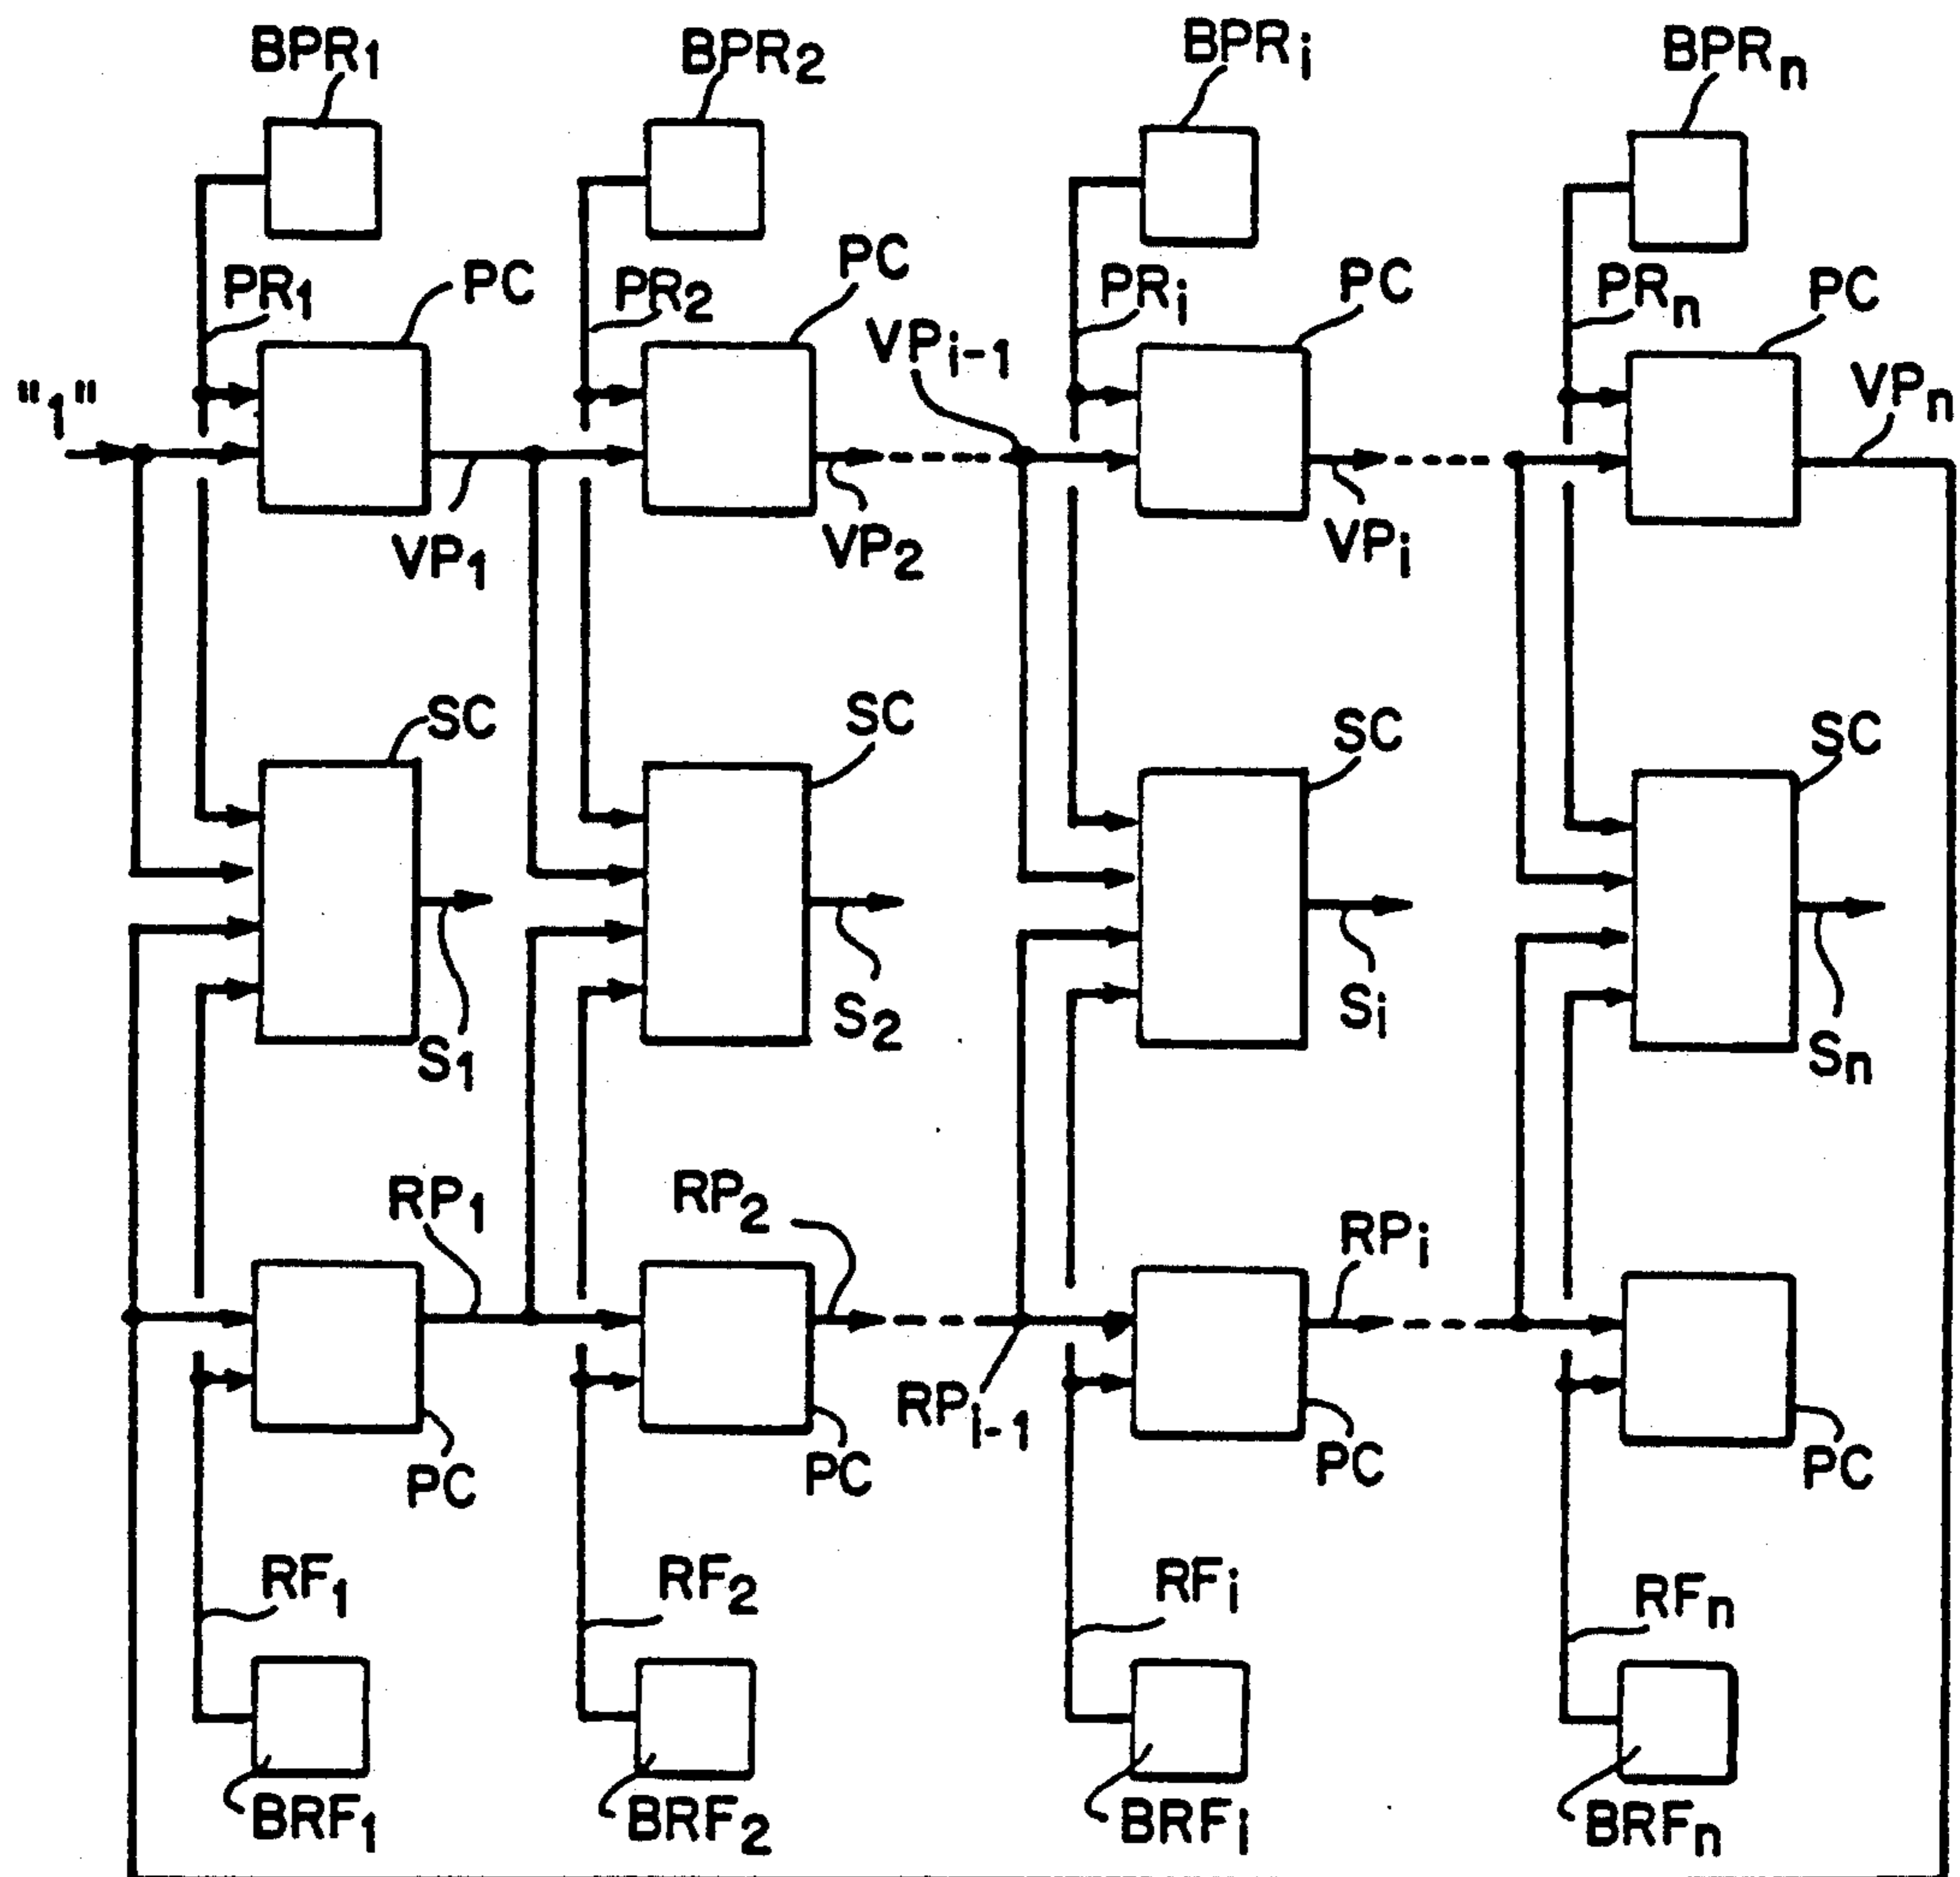 BPR1 BPR2 BPRi BPRn
PR1 PC PR2 PC VPi-1 PRi PC PRn PC
"1" VPn
VP1 VP2 VPi
SC SC SC SC
S1 S2 Si Sn
RP1 RP2 RPi
RPi-1
PC PC PC PC
RF1 RF2 RFi RFn
BRF1 BRF2 BRFi BRFn